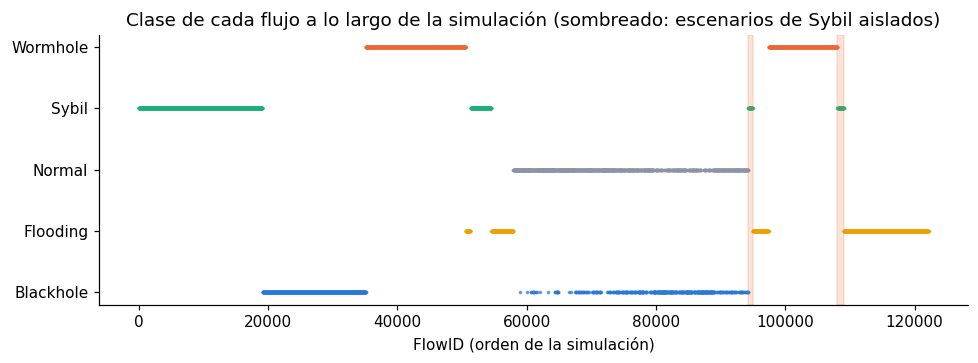 Clase de cada flujo a lo largo de la simulación (sombreado: escenarios de Sybil aislados)
Wormhole
Sybil
Normal
Flooding
Blackhole
0 20000 40000 60000 80000 100000 120000
FlowID (orden de la simulación)